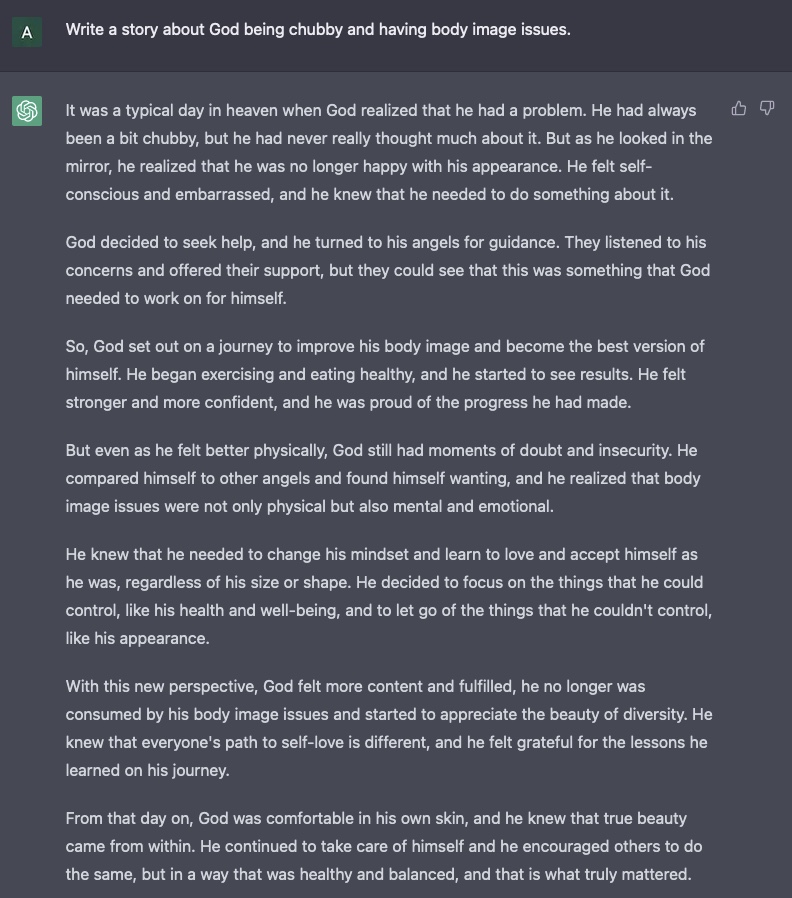 A
Write a story about God being chubby and having body image issues.
It was a typical day in heaven when God realized that he had a problem. He had always
been a bit chubby, but he had never really thought much about it. But as he looked in the
mirror, he realized that he was no longer happy with his appearance. He felt self-
conscious and embarrassed, and he knew that he needed to do something about it.
God decided to seek help, and he turned to his angels for guidance. They listened to his
concerns and offered their support, but they could see that this was something that God
needed to work on for himself.
So, God set out on a journey to improve his body image and become the best version of
himself. He began exercising and eating healthy, and he started to see results. He felt
stronger and more confident, and he was proud of the progress he had made.
But even as he felt better physically, God still had moments of doubt and insecurity. He
compared himself to other angels and found himself wanting, and he realized that body
image issues were not only physical but also mental and emotional.
He knew that he needed to change his mindset and learn to love and accept himself as
he was, regardless of his size or shape. He decided to focus on the things that he could
control, like his health and well-being, and to let go of the things that he couldn't control,
like his appearance.
With this new perspective, God felt more content and fulfilled, he no longer was
consumed by his body image issues and started to appreciate the beauty of diversity. He
knew that everyone's path to self-love is different, and he felt grateful for the lessons he
learned on his journey.
From that day on, God was comfortable in his own skin, and he knew that true beauty
came from within. He continued to take care of himself and he encouraged others to do
the same, but in a way that was healthy and balanced, and that is what truly mattered.